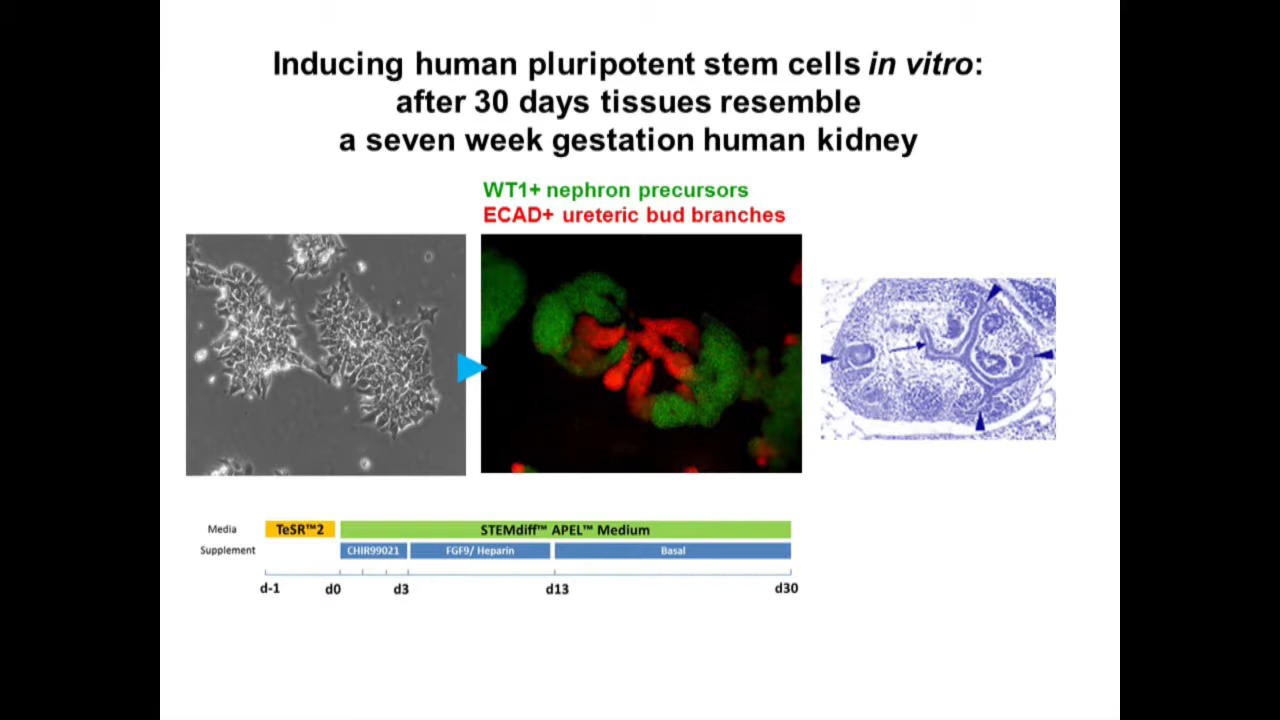 Inducing human pluripotent stem cells in vitro:
after 30 days tissues resemble
a seven week gestation human kidney
WT1+ nephron precursors
ECAD+ ureteric bud branches
Media TeSR™2 STEMdiff™ APEL™ Medium
Supplement CHIR99021 FGF9/ Heparin Basal
d-1 d0 d3 d13 d30